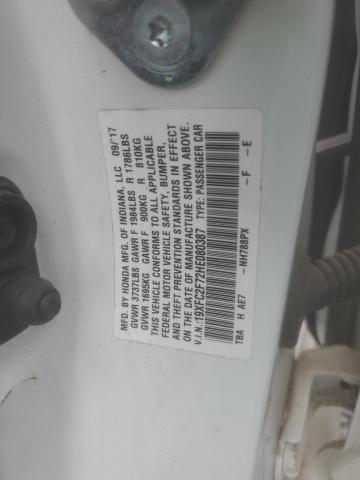 MFD. BY HONDA MFG. OF INDIANA, LLC 09/17
GVWR 3737LBS GAWR F 1984LBS R 1786LBS
GVWR 1695KG GAWR F 900KG R 810KG
THIS VEHICLE CONFORMS TO ALL APPLICABLE
FEDERAL MOTOR VEHICLE SAFETY, BUMPER,
AND THEFT PREVENTION STANDARDS IN EFFECT
ON THE DATE OF MANUFACTURE SHOWN ABOVE.
V.I.N.:19XFC2F72HE080387 TYPE: PASSENGER CAR
TBA H AE7 –NH788PX –F –E